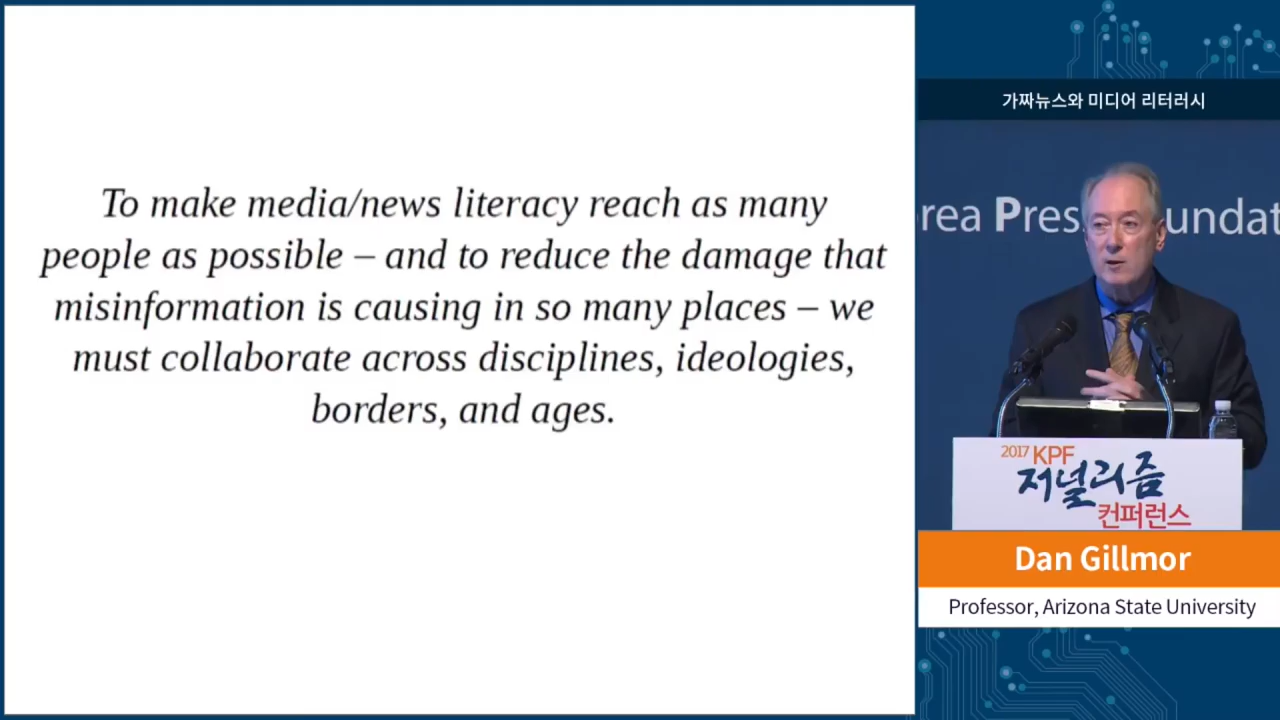 To make media/news literacy reach as many
people as possible – and to reduce the damage that
misinformation is causing in so many places – we
must collaborate across disciplines, ideologies,
borders, and ages.
가짜뉴스와 미디어 리터러시
rea Press undat
2017 KPF
저널리즘
컨퍼런스
Dan Gillmor
Professor, Arizona State University